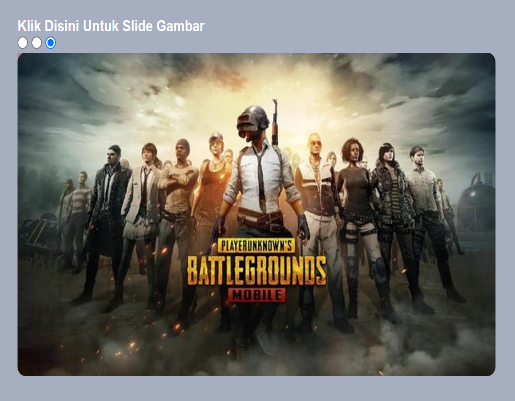 Klik Disini Untuk Slide Gambar
PLAYERUNKNOWN'S
BATTLEGROUNDS
MOBILE